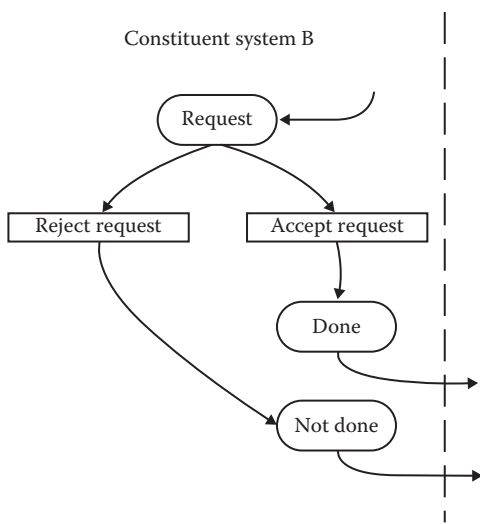 Constituent system B
Request
Reject request
Accept request
Done
Not done